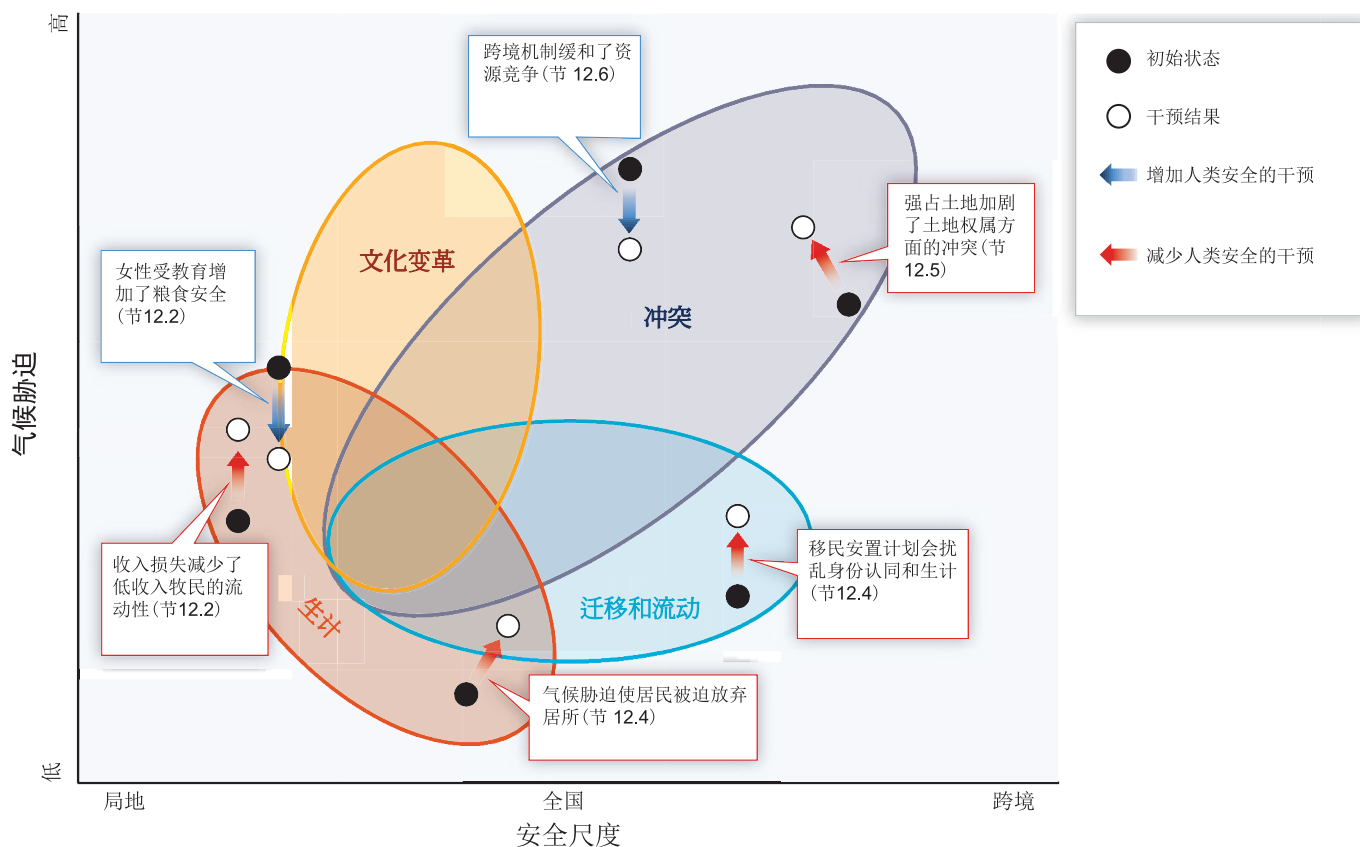 高
跨境机制缓和了资
源竞争(节 12.6)
初始状态
干预结果
增加人类安全的干预
减少人类安全的干预
强占土地加剧
了土地权属方
面的冲突(节
12.5)
文化变革
女性受教育增
加了粮食安全
(节12.2)
冲突
气候胁迫
收入损失减少了
低收入牧民的流
动性(节12.2)
移民安置计划会扰
乱身份认同和生计
(节12.4)
生计
迁移和流动
气候胁迫使居民被迫放弃
居所(节 12.4)
低
局地
全国
跨境
安全尺度